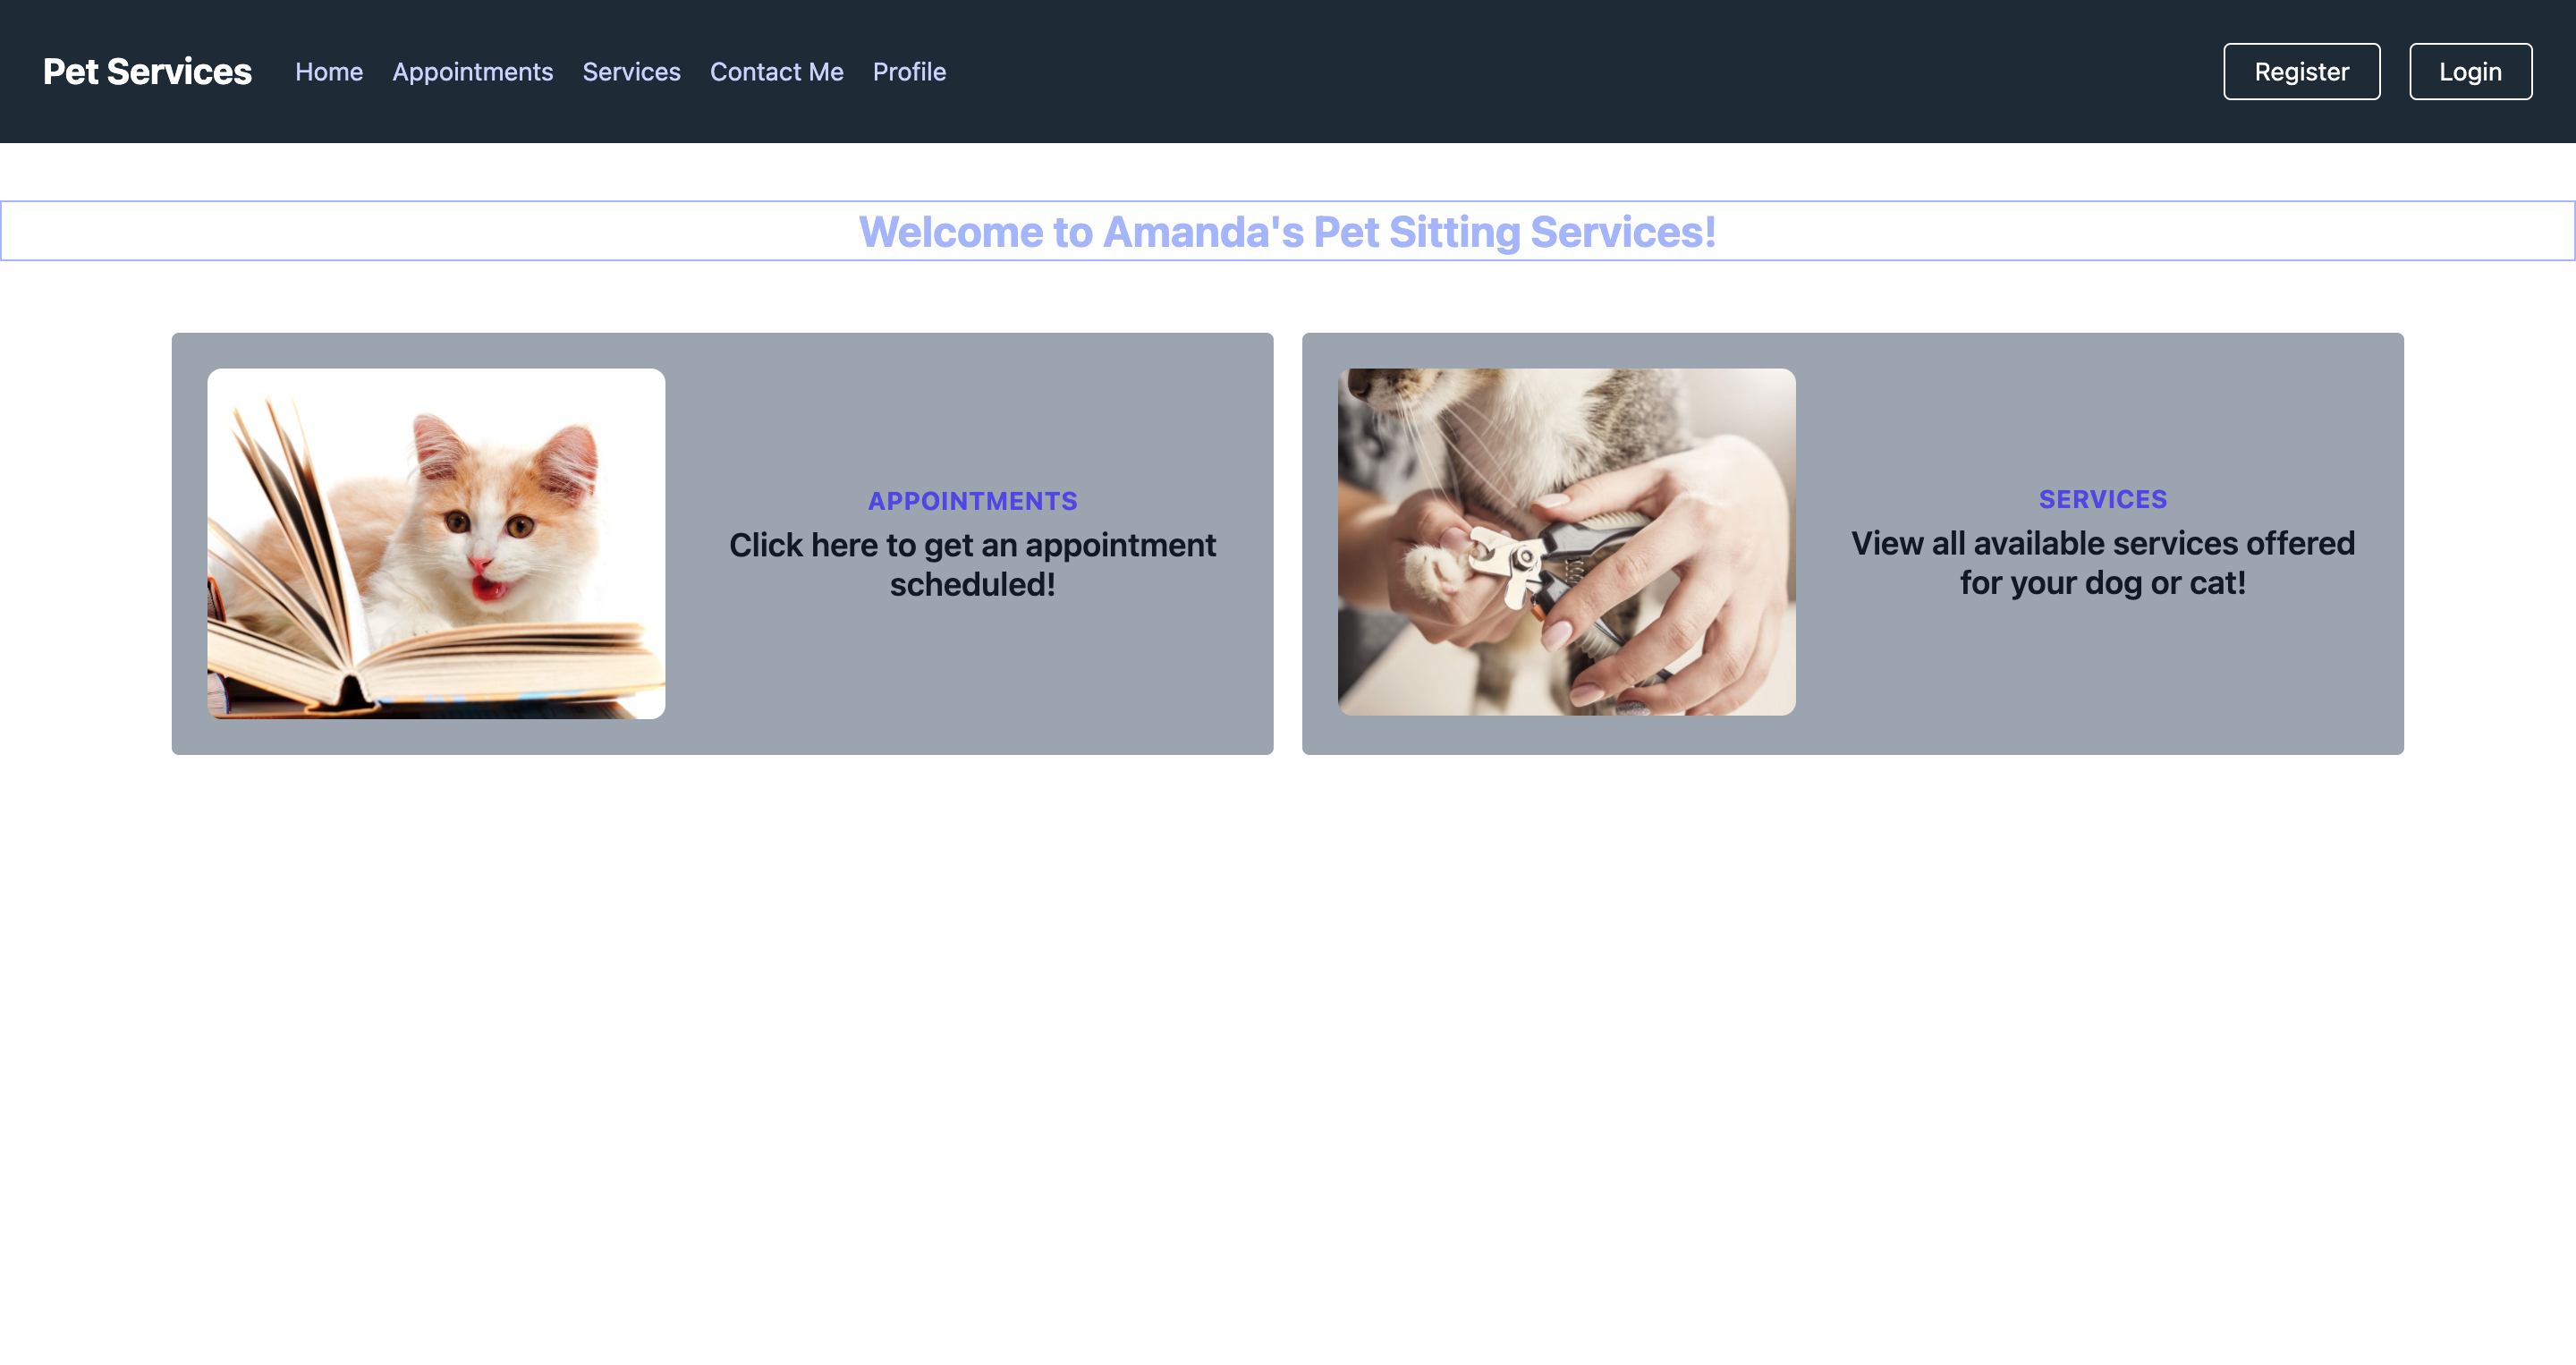 Pet Services
Home Appointments Services Contact Me Profile
Register Login
Welcome to Amanda's Pet Sitting Services!
APPOINTMENTS
Click here to get an appointment
scheduled!
SERVICES
View all available services offered
for your dog or cat!